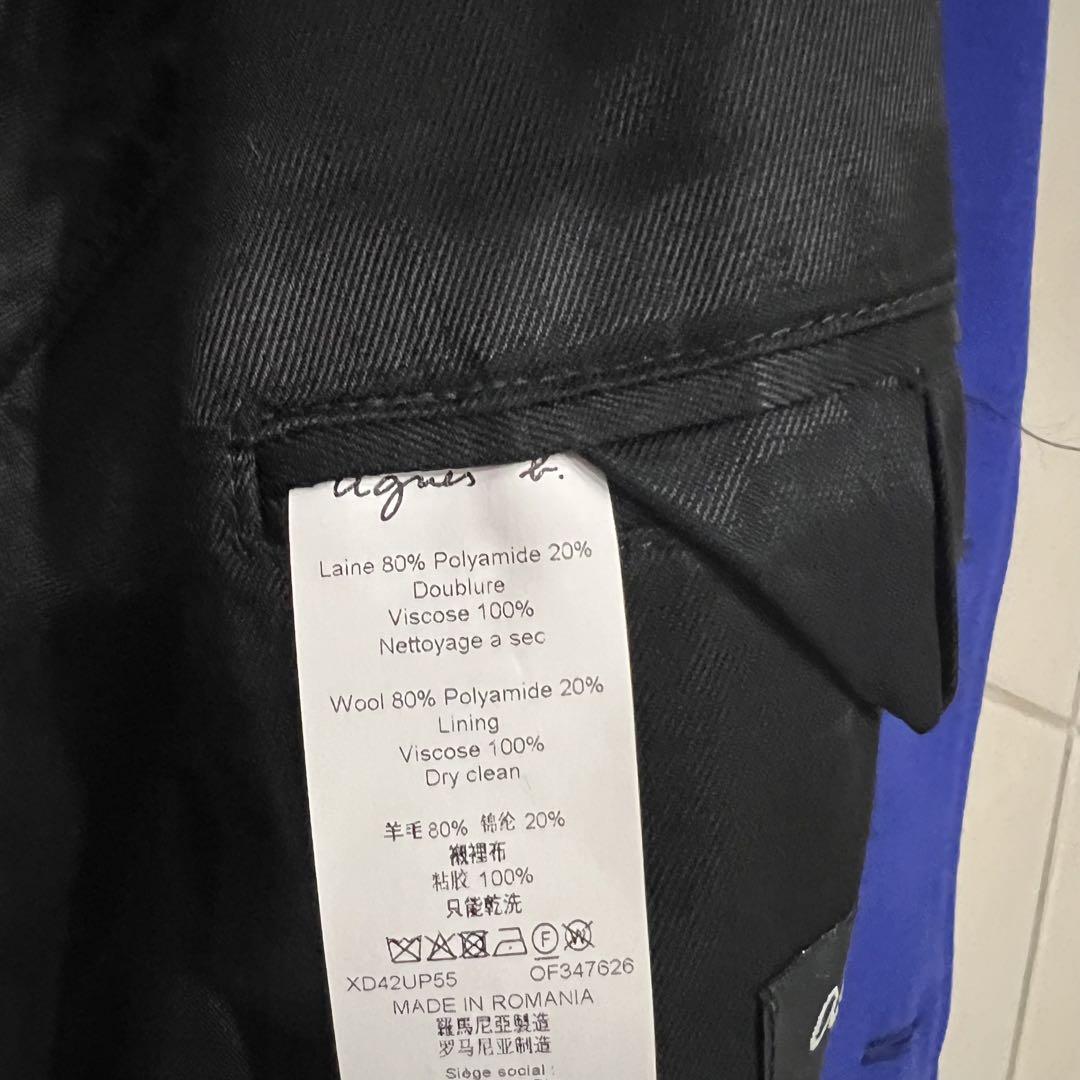 agnes b.
Laine 80% Polyamide 20%
Doublure
Viscose 100%
Nettoyage a sec
Wool 80% Polyamide 20%
Lining
Viscose 100%
Dry clean
羊毛 80% 锦纶 20%
襯裡布
粘胶 100%
只能乾洗
F W
XD42UP55 OF347626
MADE IN ROMANIA
羅馬尼亞製造
罗马尼亚制造
Siège social :